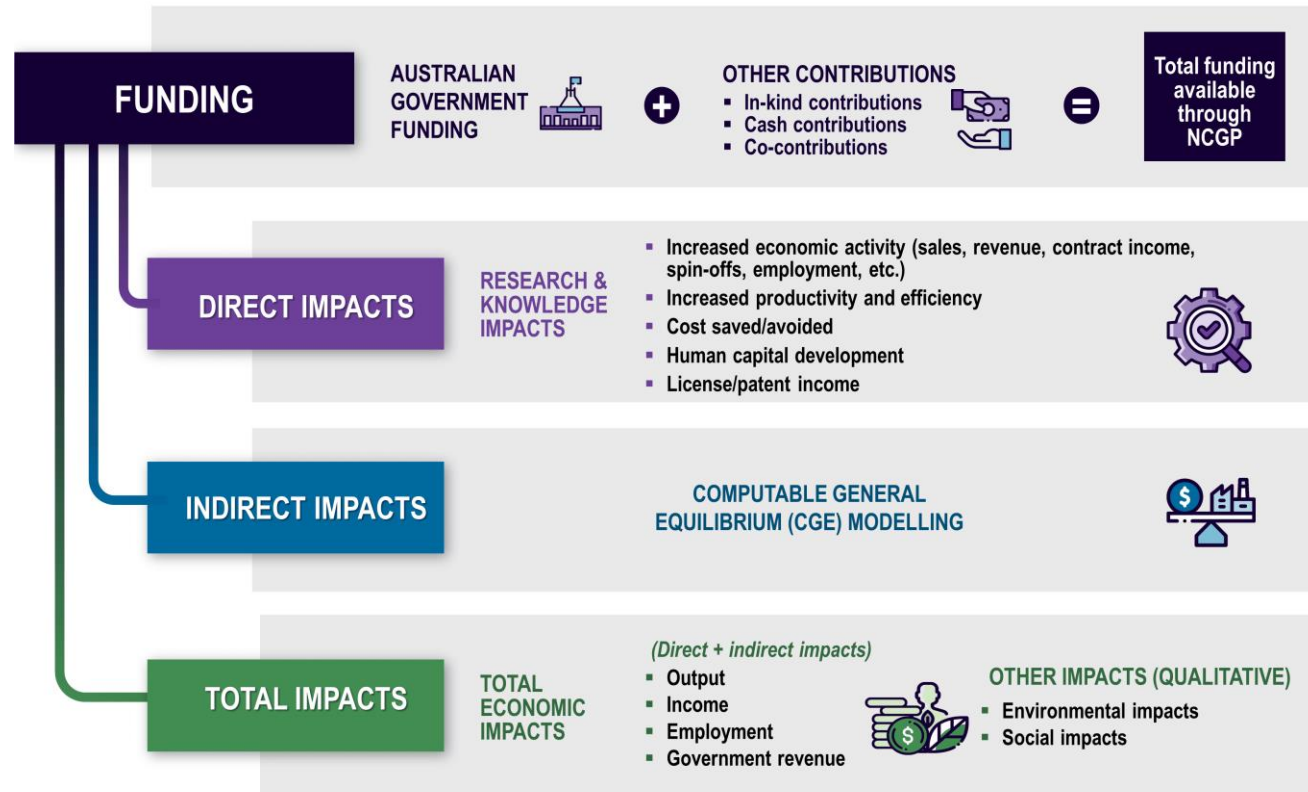 FUNDING
AUSTRALIAN
GOVERNMENT
FUNDING
+
OTHER CONTRIBUTIONS
▪ In-kind contributions
▪ Cash contributions
▪ Co-contributions
=
Total funding
available
through
NCGP
DIRECT IMPACTS
RESEARCH &
KNOWLEDGE
IMPACTS
▪ Increased economic activity (sales, revenue, contract income,
spin-offs, employment, etc.)
▪ Increased productivity and efficiency
▪ Cost saved/avoided
▪ Human capital development
▪ License/patent income
INDIRECT IMPACTS
COMPUTABLE GENERAL
EQUILIBRIUM (CGE) MODELLING
$
TOTAL IMPACTS
TOTAL
ECONOMIC
IMPACTS
(Direct + indirect impacts)
▪ Output
▪ Income
▪ Employment
▪ Government revenue
$
OTHER IMPACTS (QUALITATIVE)
▪ Environmental impacts
▪ Social impacts